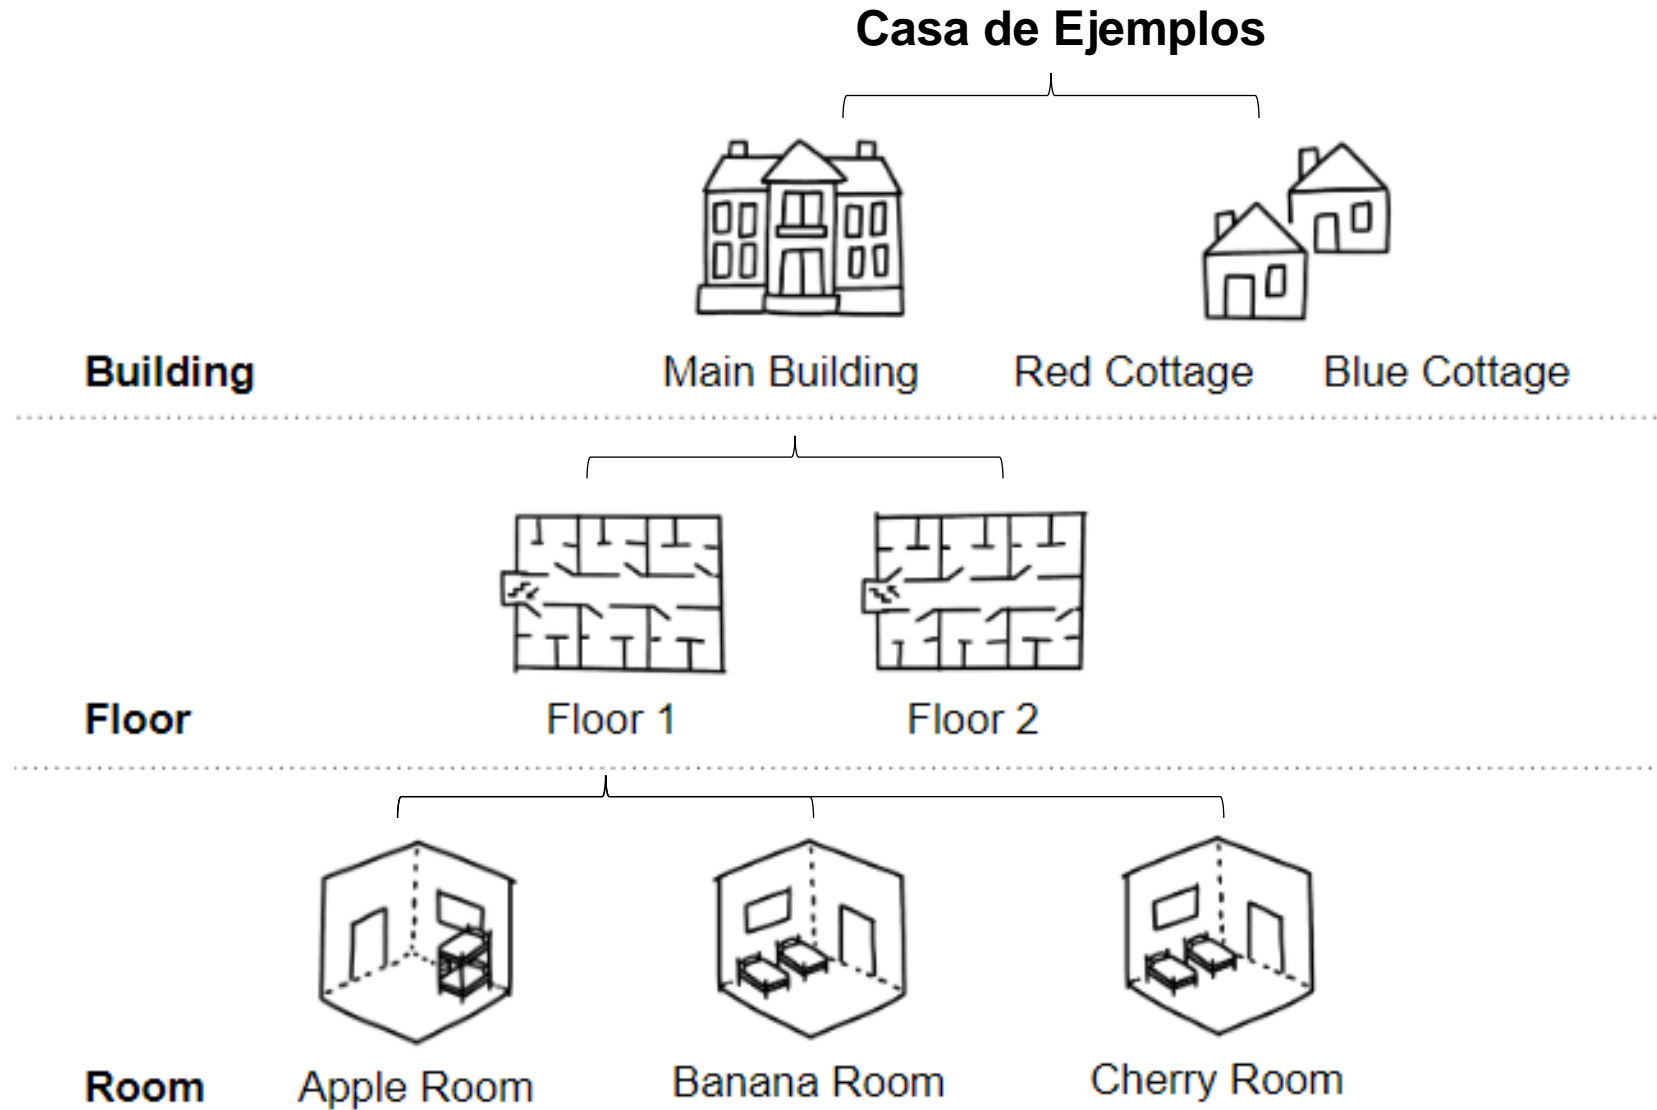 Casa de Ejemplos
Building Main Building Red Cottage Blue Cottage
Floor Floor 1 Floor 2
Room Apple Room Banana Room Cherry Room